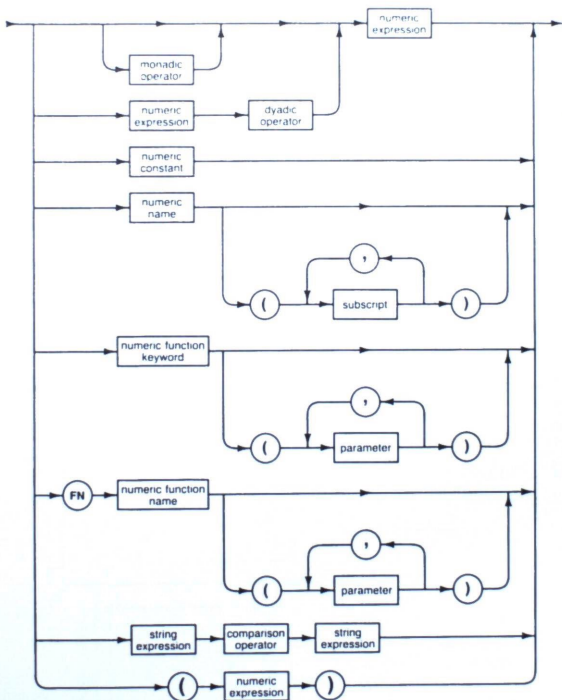 numeric
expression
monadic
operator
numeric
expression
dyadic
operator
numeric
constant
numeric
name
,
(
subscript
)
numeric function
keyword
,
(
parameter
)
FN
numeric function
name
,
(
parameter
)
string
expression
comparison
operator
string
expression
(
numeric
expression
)